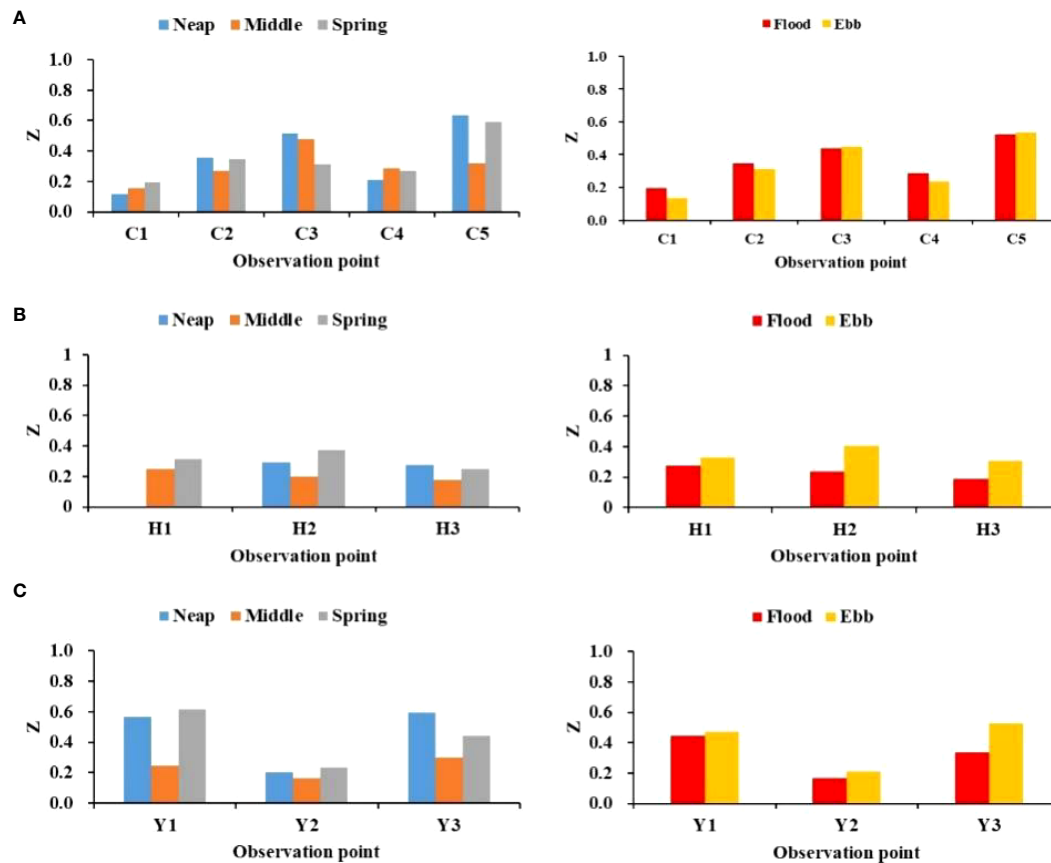 A
Neap Middle Spring
1.0
0.8
0.6
0.4
0.2
0.0
Z
C1 C2 C3 C4 C5
Observation point
Flood Ebb
1.0
0.8
0.6
0.4
0.2
0.0
Z
C1 C2 C3 C4 C5
Observation point
B
Neap Middle Spring
1
0.8
0.6
0.4
0.2
0
Z
H1 H2 H3
Observation point
Flood Ebb
1
0.8
0.6
0.4
0.2
0
Z
H1 H2 H3
Observation point
C
Neap Middle Spring
1.0
0.8
0.6
0.4
0.2
0.0
Z
Y1 Y2 Y3
Observation point
Flood Ebb
1.0
0.8
0.6
0.4
0.2
0.0
Z
Y1 Y2 Y3
Observation point